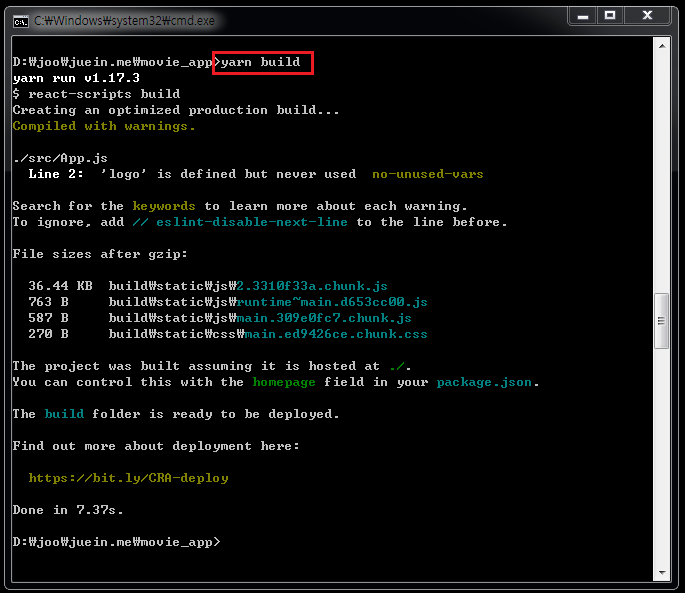 C:₩Windows₩system32₩cmd.exe
D:₩joo₩juein.me₩movie_app>yarn build
yarn run v1.17.3
$ react-scripts build
Creating an optimized production build...
Compiled with warnings.
./src/App.js
Line 2:  'logo' is defined but never used  no-unused-vars
Search for the keywords to learn more about each warning.
To ignore, add // eslint-disable-next-line to the line before.
File sizes after gzip:
36.44 KB  build₩static₩js₩2.3310f33a.chunk.js
763 B     build₩static₩js₩runtime~main.d653cc00.js
587 B     build₩static₩js₩main.309e0fc7.chunk.js
270 B     build₩static₩css₩main.ed9426ce.chunk.css
The project was built assuming it is hosted at ./.
You can control this with the homepage field in your package.json.
The build folder is ready to be deployed.
Find out more about deployment here:
https://bit.ly/CRA-deploy
Done in 7.37s.
D:₩joo₩juein.me₩movie_app>